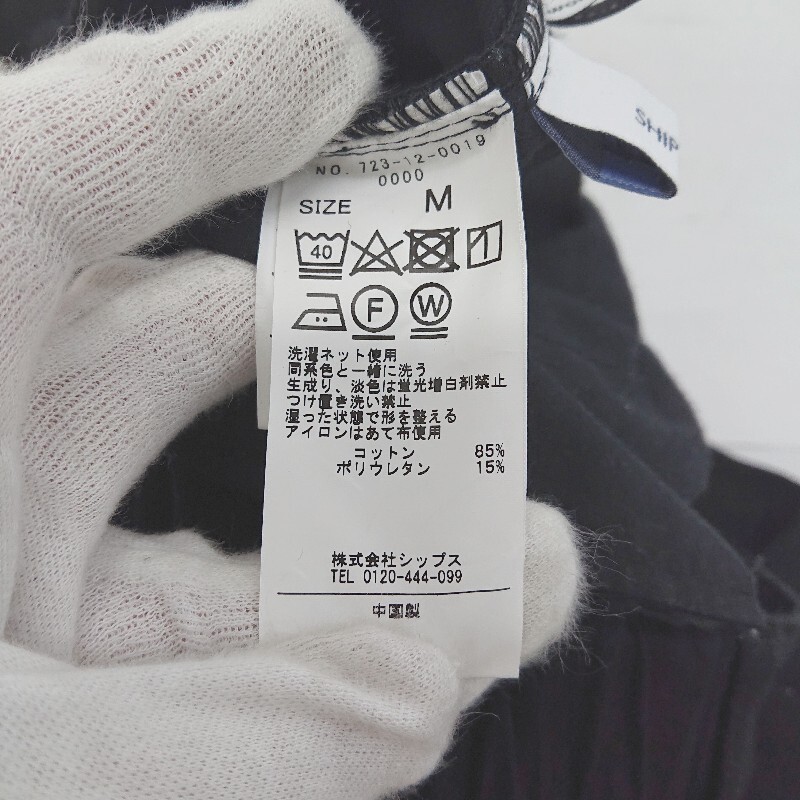 SHIP
NO. 723-12-0019
0000
SIZE M
40
F W
洗濯ネット使用
同系色と一緒に洗う
生成り、淡色は蛍光増白剤禁止
つけ置き洗い禁止
湿った状態で形を整える
アイロンはあて布使用
コットン 85%
ポリウレタン 15%
株式会社シップス
TEL 0120-444-099
中国製